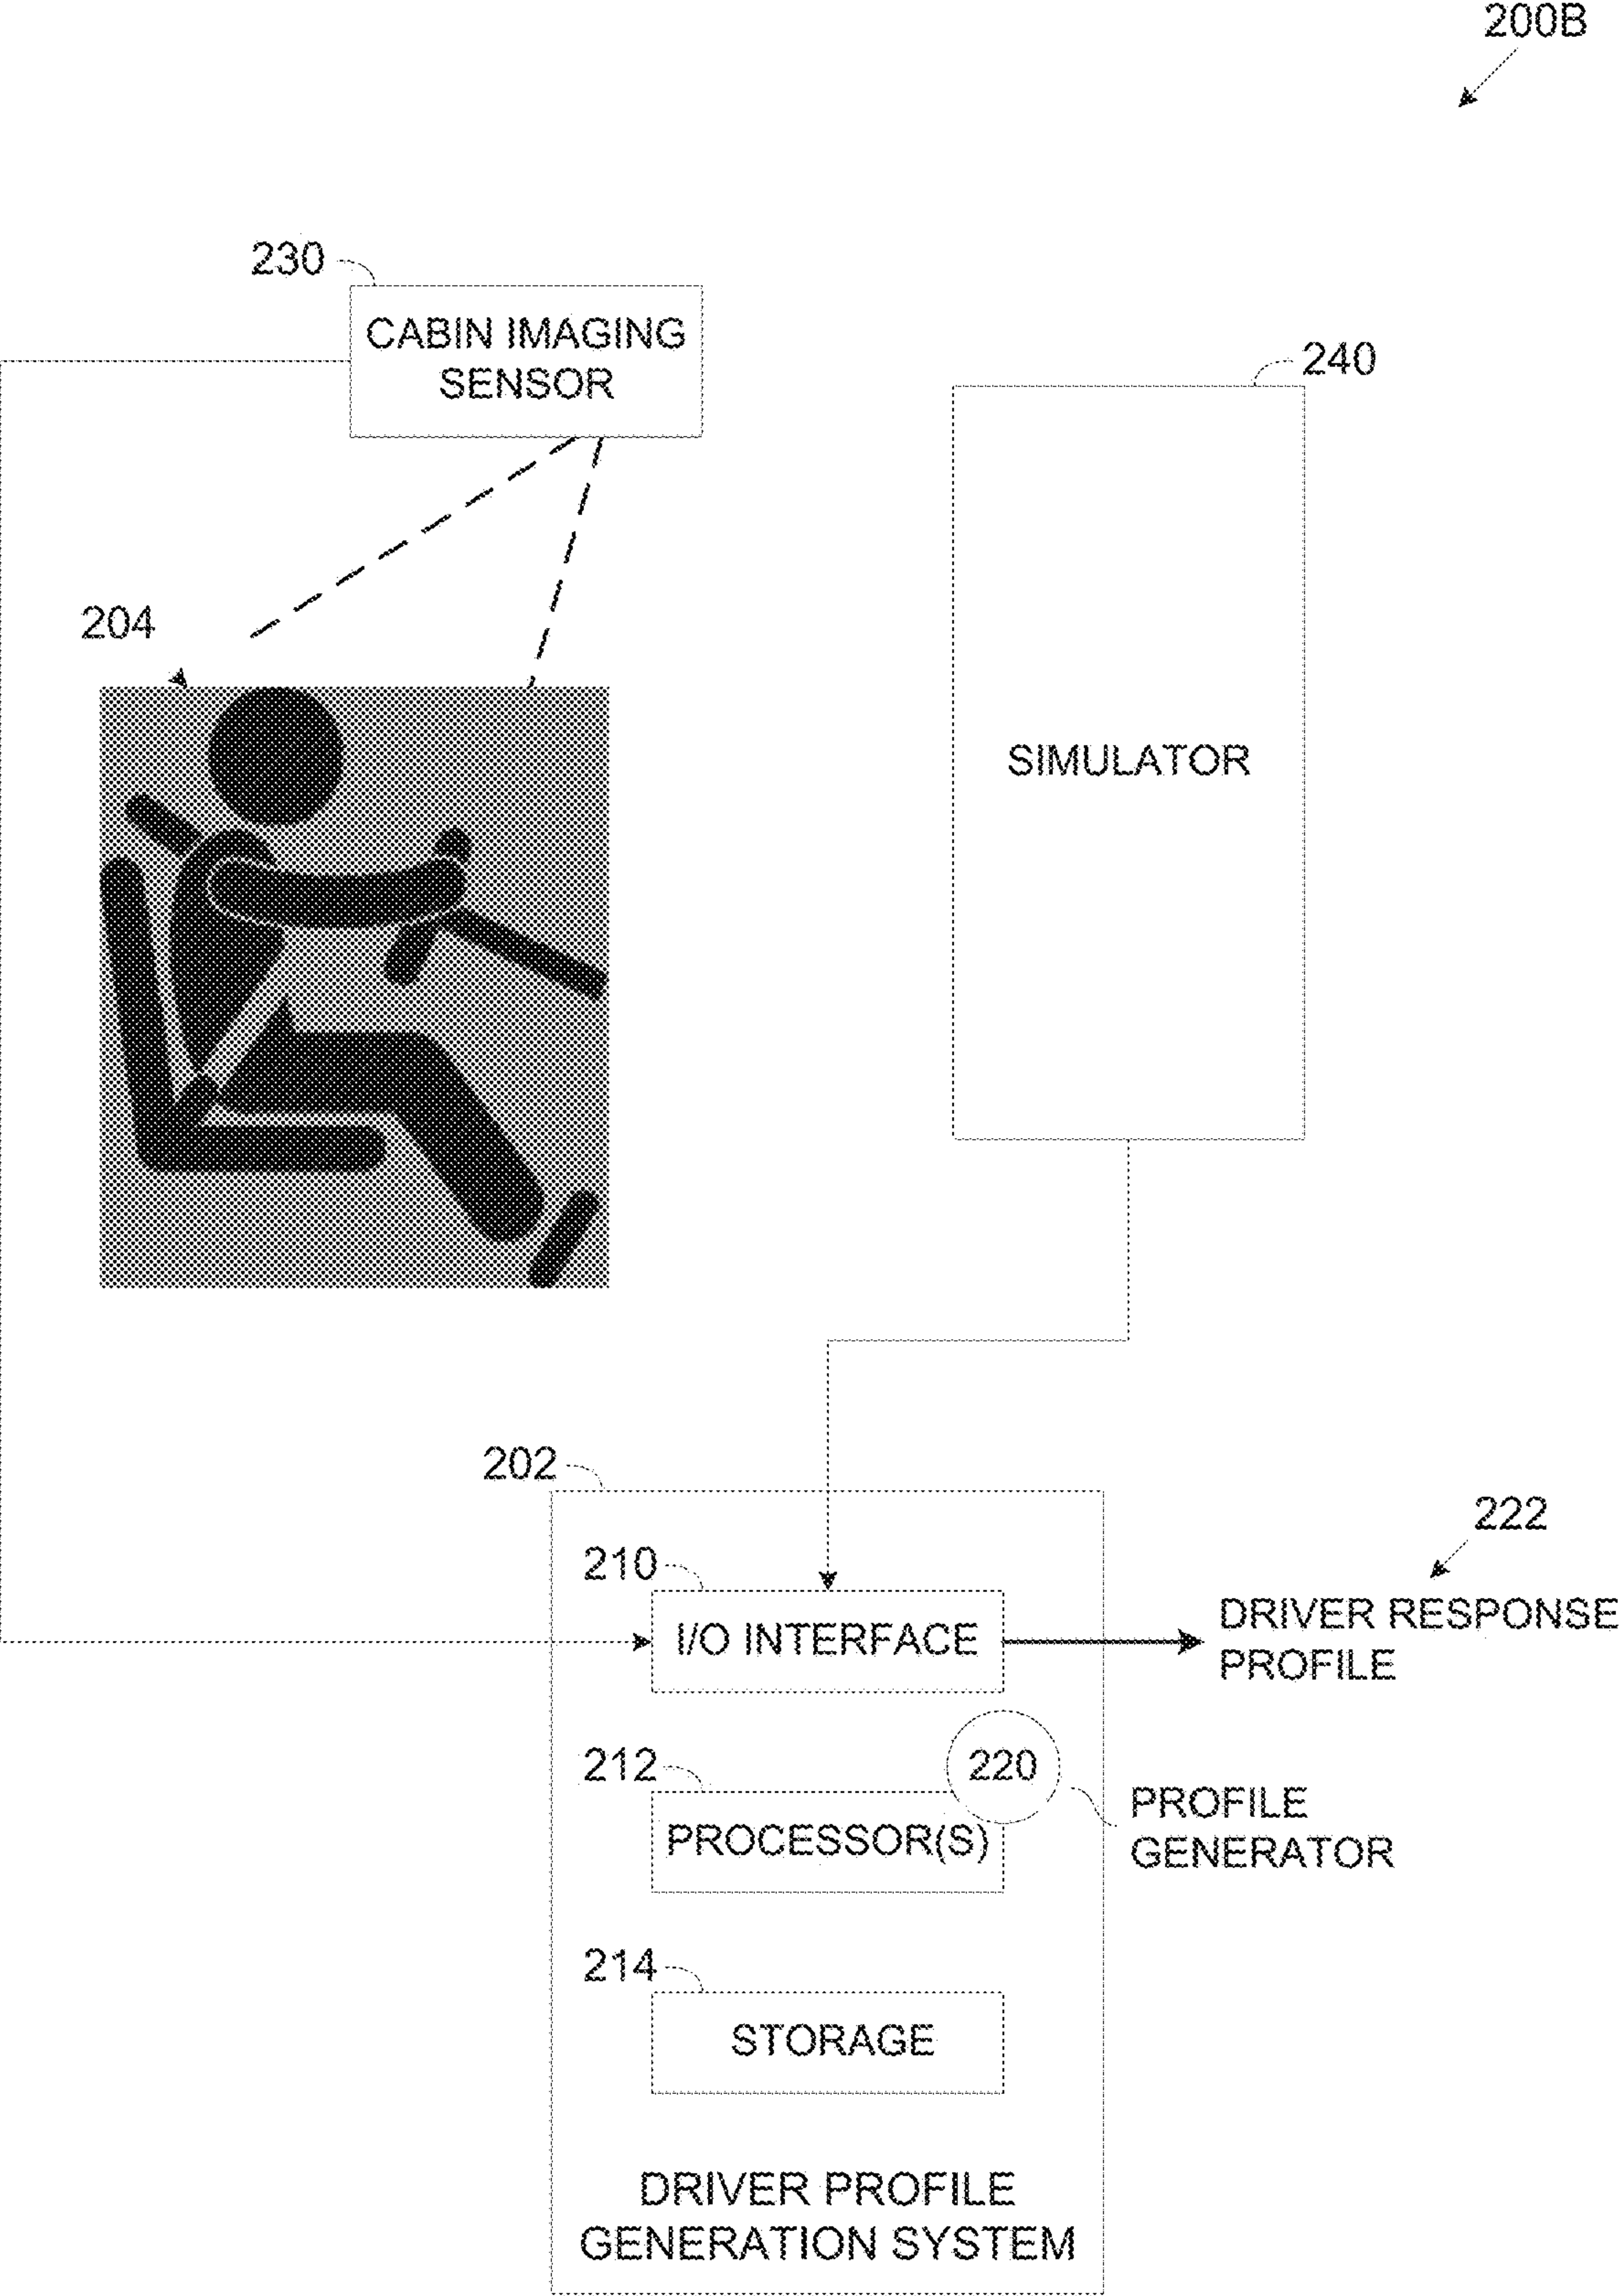 200B
230
CABIN IMAGING
SENSOR
240
204
SIMULATOR
202
222
210
I/O INTERFACE
DRIVER RESPONSE
PROFILE
212
220
PROCESSOR(S)
PROFILE
GENERATOR
214
STORAGE
DRIVER PROFILE
GENERATION SYSTEM